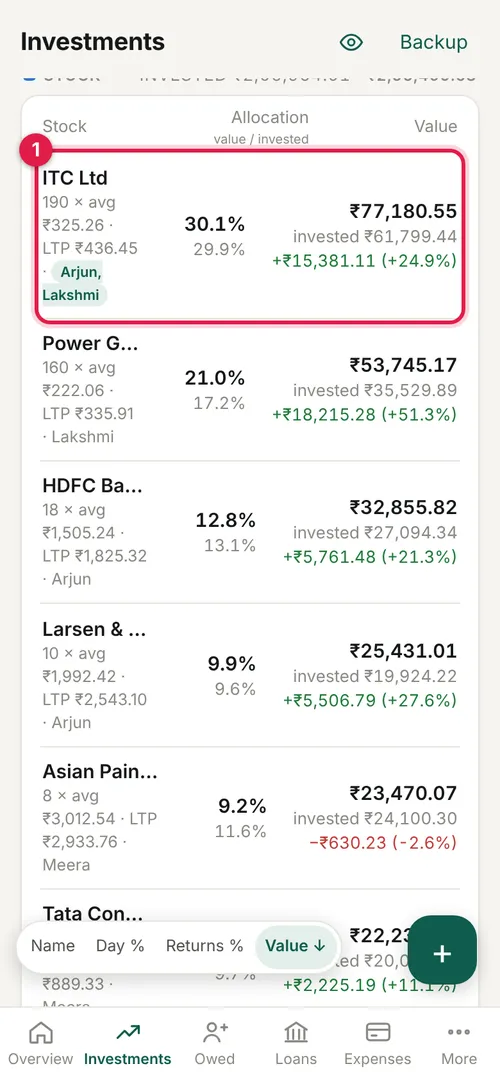 Investments
Backup
Stock
Allocation
value / invested
Value
1
ITC Ltd
190 × avg
₹325.26 ·
LTP ₹436.45
· Arjun,
Lakshmi
30.1%
29.9%
₹77,180.55
invested ₹61,799.44
+₹15,381.11 (+24.9%)
Power G...
160 × avg
₹222.06 ·
LTP ₹335.91
· Lakshmi
21.0%
17.2%
₹53,745.17
invested ₹35,529.89
+₹18,215.28 (+51.3%)
HDFC Ba...
18 × avg
₹1,505.24 ·
LTP ₹1,825.32
· Arjun
12.8%
13.1%
₹32,855.82
invested ₹27,094.34
+₹5,761.48 (+21.3%)
Larsen & ...
10 × avg
₹1,992.42 ·
LTP ₹2,543.10
· Arjun
9.9%
9.6%
₹25,431.01
invested ₹19,924.22
+₹5,506.79 (+27.6%)
Asian Pain...
8 × avg
₹3,012.54 · LTP
₹2,933.76 ·
Meera
9.2%
11.6%
₹23,470.07
invested ₹24,100.30
−₹630.23 (-2.6%)
Tata Con...
Name
Day %
Returns %
Value ↓
+
₹889.33 ·
+₹2,225.19 (+11.1%)
Meera
Overview
Investments
Owed
Loans
Expenses
More